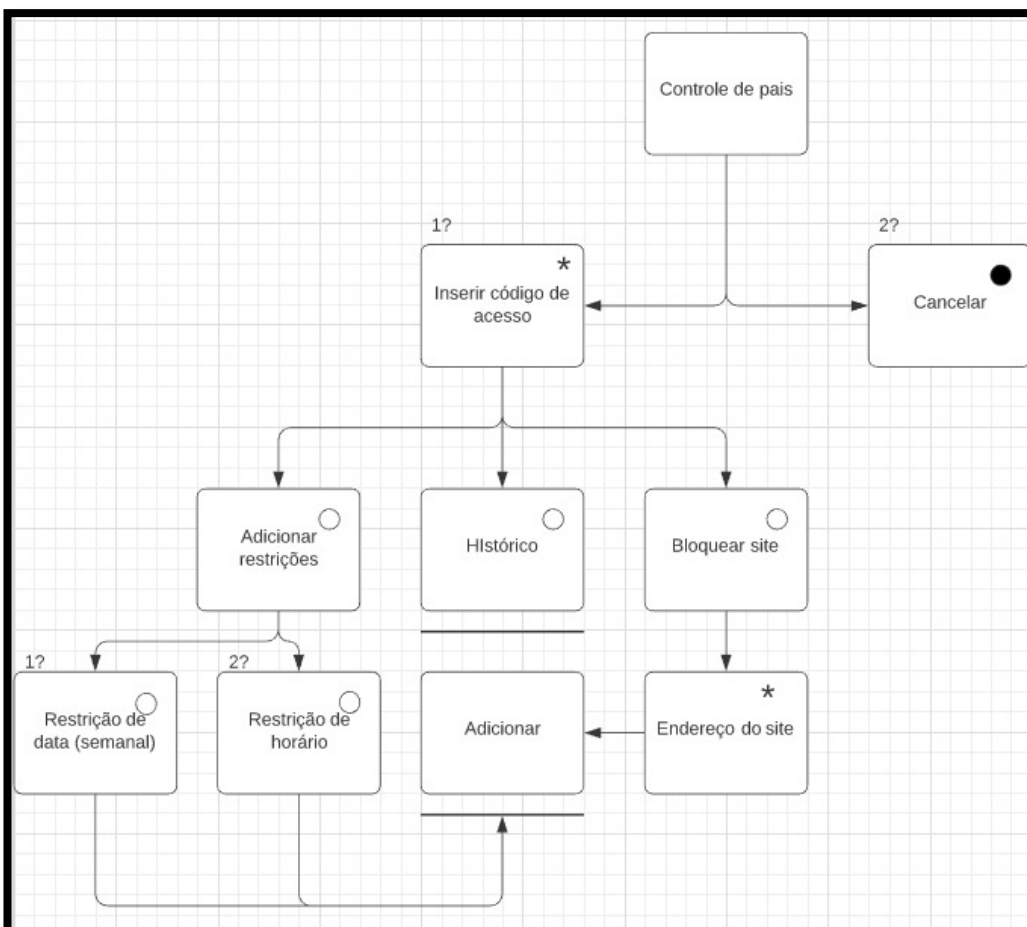 Controle de pais
1?
2?
*
Inserir código de
acesso
Cancelar
Adicionar
restrições
HIstórico
Bloquear site
1?
2?
Restrição de
data (semanal)
Restrição de
horário
Adicionar
*
Endereço do site